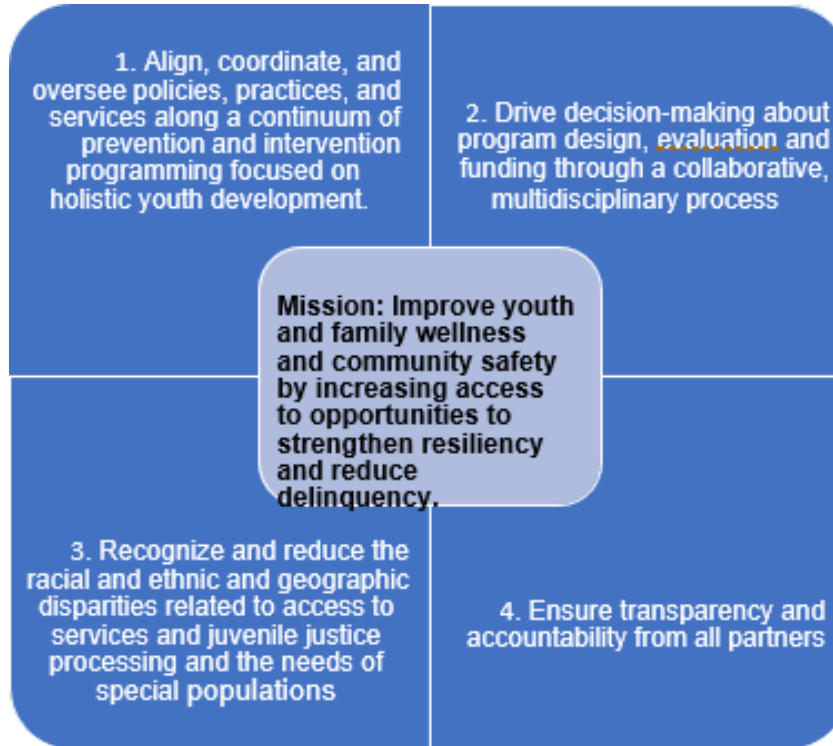 1. Align, coordinate, and
oversee policies, practices, and
services along a continuum of
prevention and intervention
programming focused on
holistic youth development.
2. Drive decision-making about
program design, evaluation and
funding through a collaborative,
multidisciplinary process
Mission: Improve youth
and family wellness
and community safety
by increasing access
to opportunities to
strengthen resiliency
and reduce
delinquency.
3. Recognize and reduce the
racial and ethnic and geographic
disparities related to access to
services and juvenile justice
processing and the needs of
special populations
4. Ensure transparency and
accountability from all partners